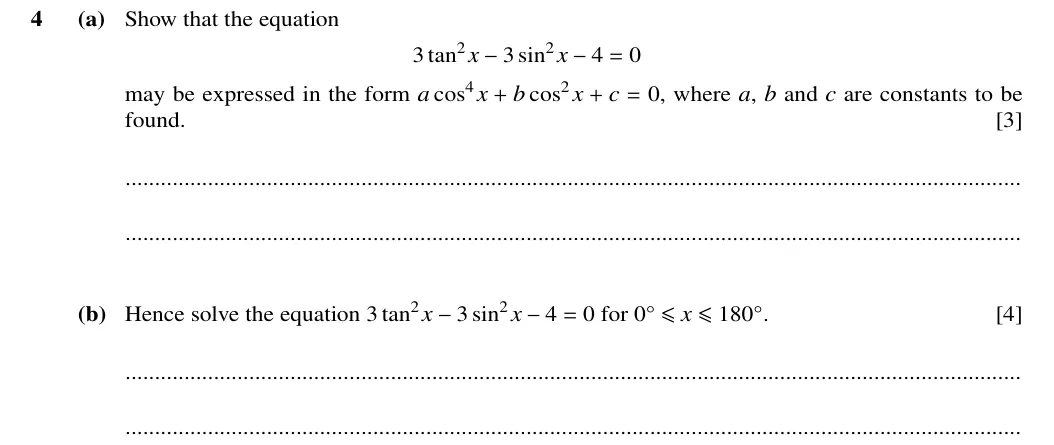 4 (a) Show that the equation
3 tan²x – 3 sin²x – 4 = 0
may be expressed in the form a cos⁴x + b cos²x + c = 0, where a, b and c are constants to be
found. [3]
(b) Hence solve the equation 3 tan²x – 3 sin²x – 4 = 0 for 0° ⩽ x ⩽ 180°. [4]